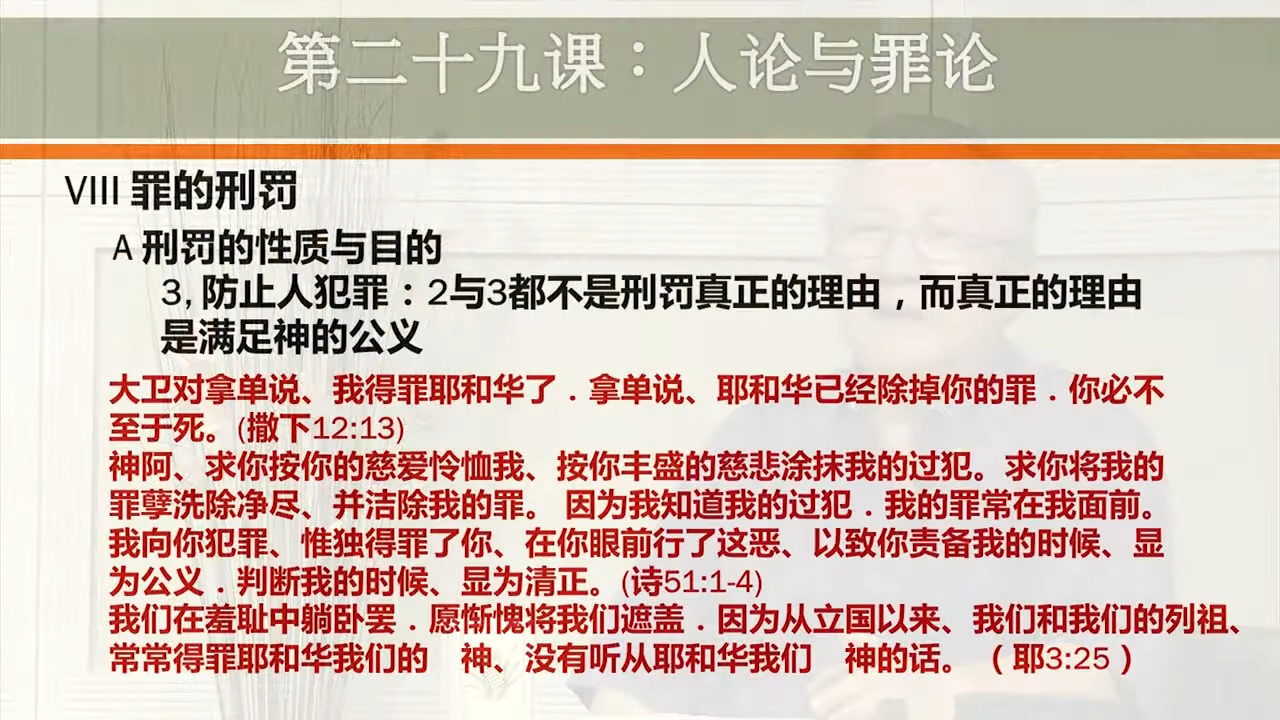 第二十九课：人论与罪论
VIII 罪的刑罚
A 刑罚的性质与目的
3, 防止人犯罪：2与3都不是刑罚真正的理由，而真正的理由
是满足神的公义
大卫对拿单说、我得罪耶和华了．拿单说、耶和华已经除掉你的罪．你必不
至于死。(撒下12:13)
神阿、求你按你的慈爱怜恤我、按你丰盛的慈悲涂抹我的过犯。求你将我的
罪孽洗除净尽、并洁除我的罪。 因为我知道我的过犯．我的罪常在我面前。
我向你犯罪、惟独得罪了你、在你眼前行了这恶、以致你责备我的时候、显
为公义．判断我的时候、显为清正。(诗51:1-4)
我们在羞耻中躺卧罢．愿惭愧将我们遮盖．因为从立国以来、我们和我们的列祖、
常常得罪耶和华我们的　神、没有听从耶和华我们　神的话。（耶3:25）